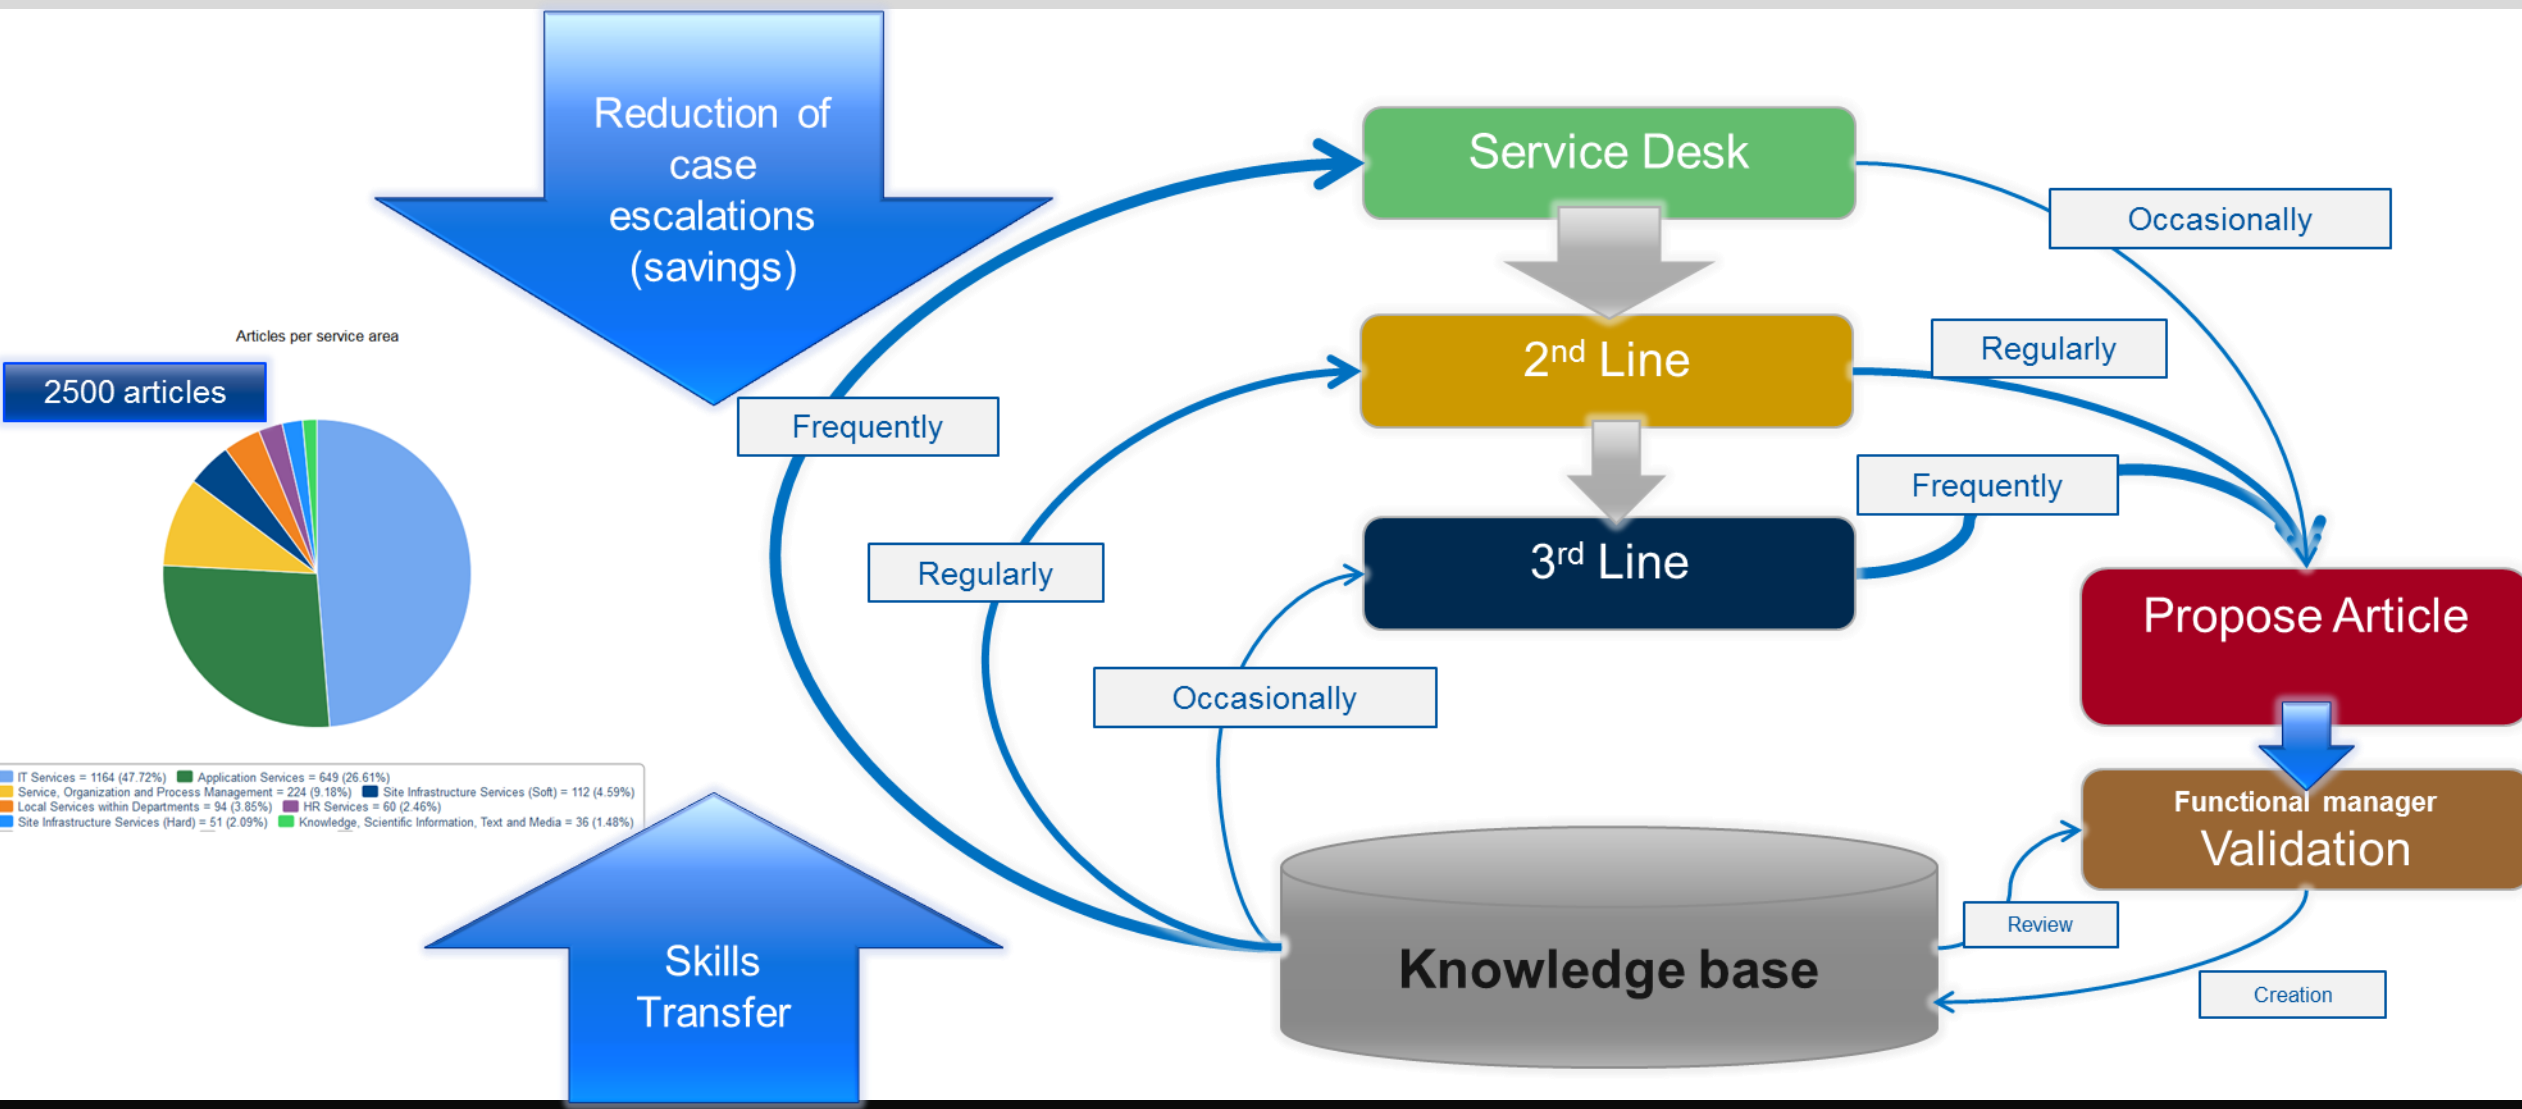 Reduction of
case
escalations
(savings)
Service Desk
Occasionally
2nd Line
Regularly
Articles per service area
2500 articles
Frequently
Frequently
3rd Line
Regularly
Propose Article
Occasionally
IT Services = 1164 (47.72%) Application Services = 649 (26.61%)
Service, Organization and Process Management = 224 (9.18%) Site Infrastructure Services (Soft) = 112 (4.59%)
Local Services within Departments = 94 (3.85%) HR Services = 60 (2.46%)
Site Infrastructure Services (Hard) = 51 (2.09%) Knowledge, Scientific Information, Text and Media = 36 (1.48%)
Functional manager
Validation
Review
Skills
Transfer
Knowledge base
Creation